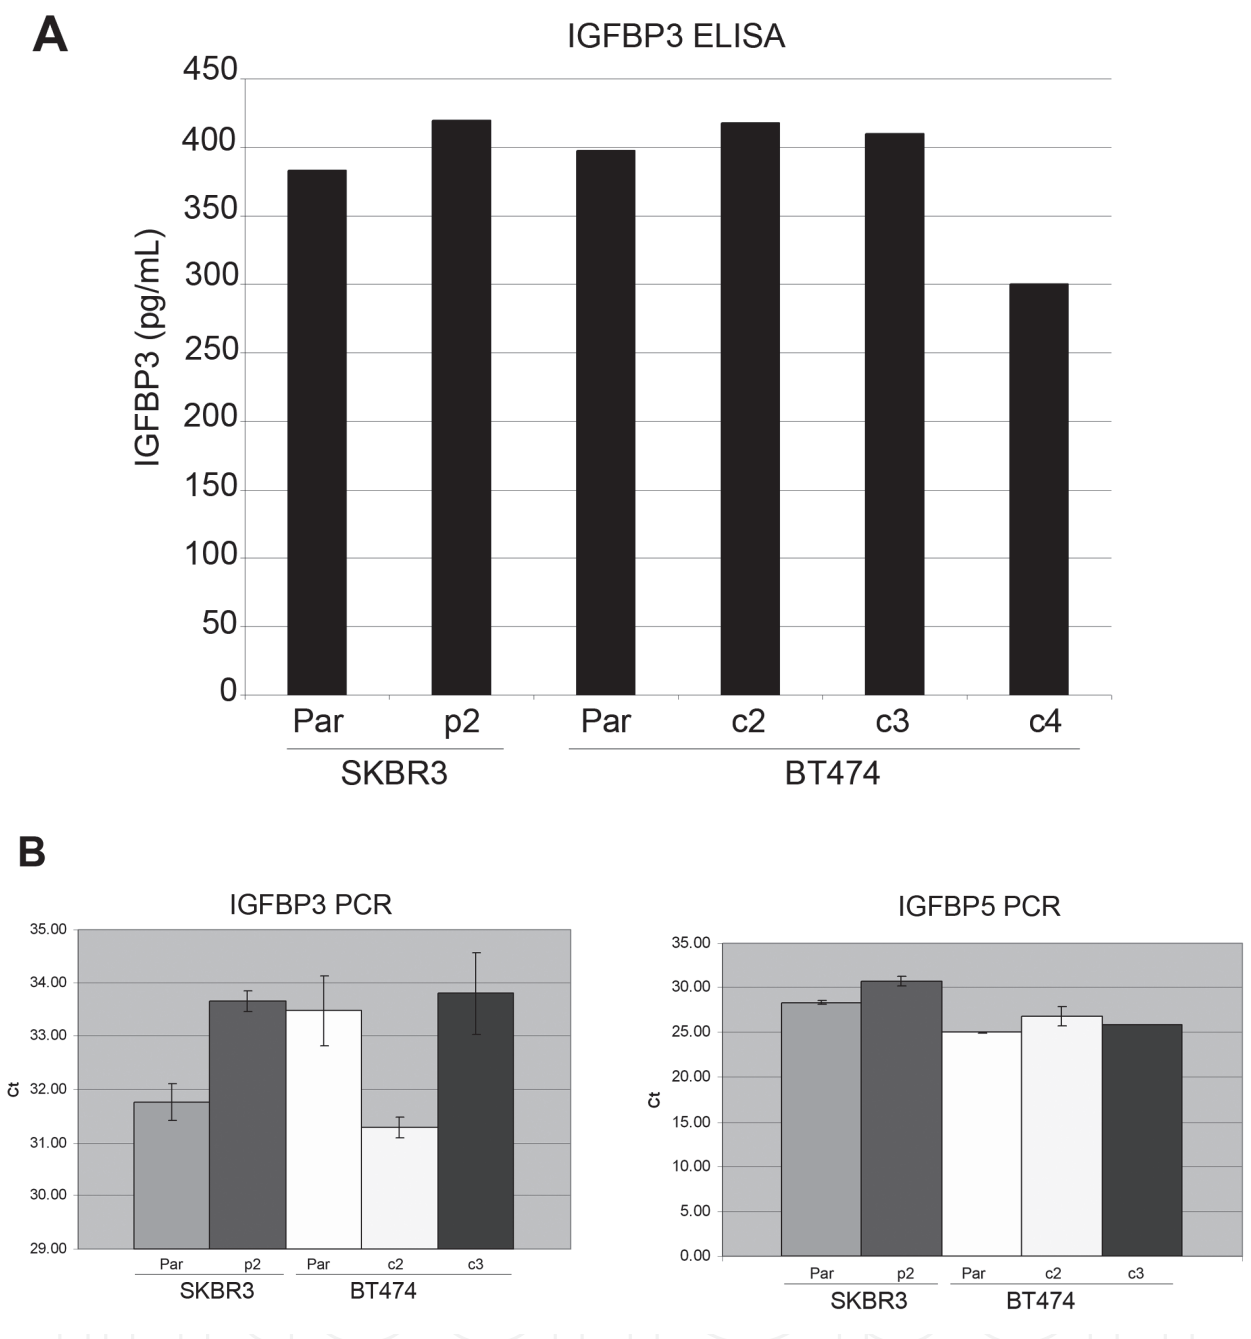 A
IGFBP3 ELISA
IGFBP3 (pg/mL)
450
400
350
300
250
200
150
100
50
0
Par p2 Par c2 c3 c4
SKBR3 BT474
B
IGFBP3 PCR
Ct
35.00
34.00
33.00
32.00
31.00
30.00
29.00
Par p2 Par c2 c3
SKBR3 BT474
IGFBP5 PCR
Ct
35.00
30.00
25.00
20.00
15.00
10.00
5.00
0.00
Par p2 Par c2 c3
SKBR3 BT474